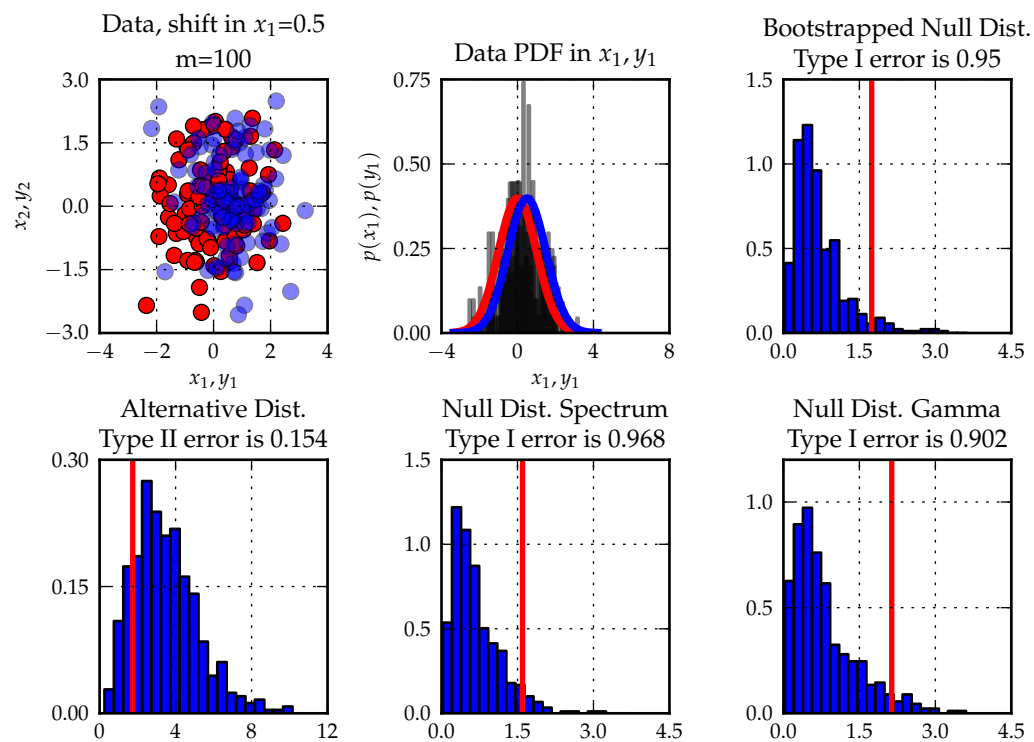 Data, shift in x₁=0.5
m=100
3.0
1.5
0.0
−1.5
−3.0
x₂, y₂
−4 −2 0 2 4
x₁, y₁
Data PDF in x₁, y₁
0.75
0.50
0.25
0.00
p(x₁), p(y₁)
−4 0 4 8
x₁, y₁
Bootstrapped Null Dist.
Type I error is 0.95
1.5
1.0
0.5
0.0
0.0 1.5 3.0 4.5
Alternative Dist.
Type II error is 0.154
0.30
0.15
0.00
0 4 8 12
Null Dist. Spectrum
Type I error is 0.968
1.5
1.0
0.5
0.0
0.0 1.5 3.0 4.5
Null Dist. Gamma
Type I error is 0.902
1.0
0.5
0.0
0.0 1.5 3.0 4.5